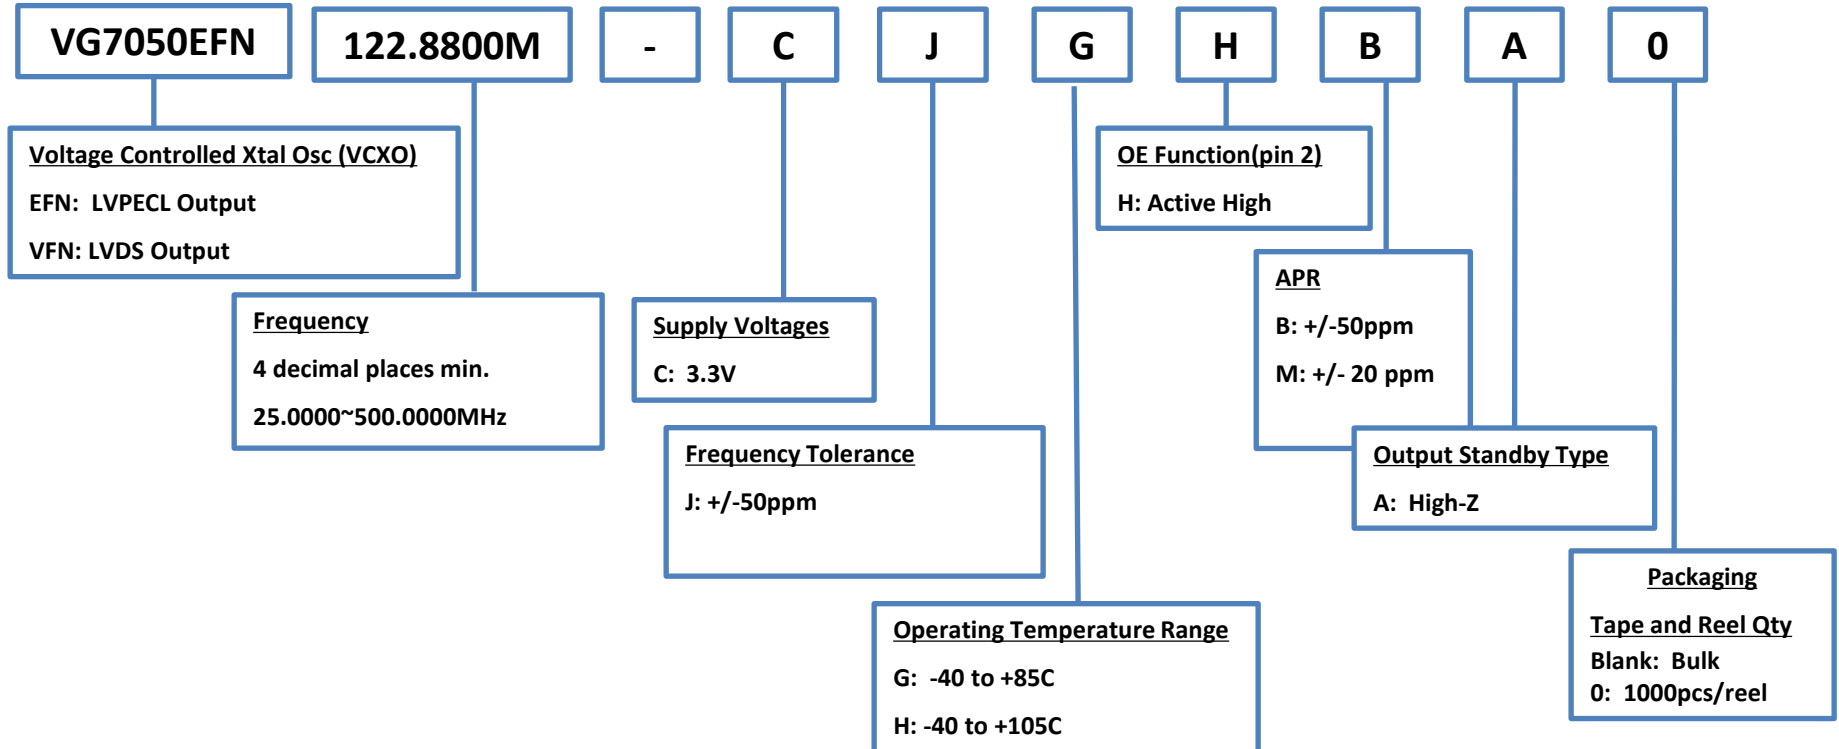 VG7050EFN 122.8800M - C J G H B A 0
Voltage Controlled Xtal Osc (VCXO)
EFN: LVPECL Output
VFN: LVDS Output
OE Function(pin 2)
H: Active High
Frequency
4 decimal places min.
25.0000~500.0000MHz
Supply Voltages
C: 3.3V
APR
B: +/-50ppm
M: +/- 20 ppm
Frequency Tolerance
J: +/-50ppm
Output Standby Type
A: High-Z
Operating Temperature Range
G: -40 to +85C
H: -40 to +105C
Packaging
Tape and Reel Qty
Blank: Bulk
0: 1000pcs/reel